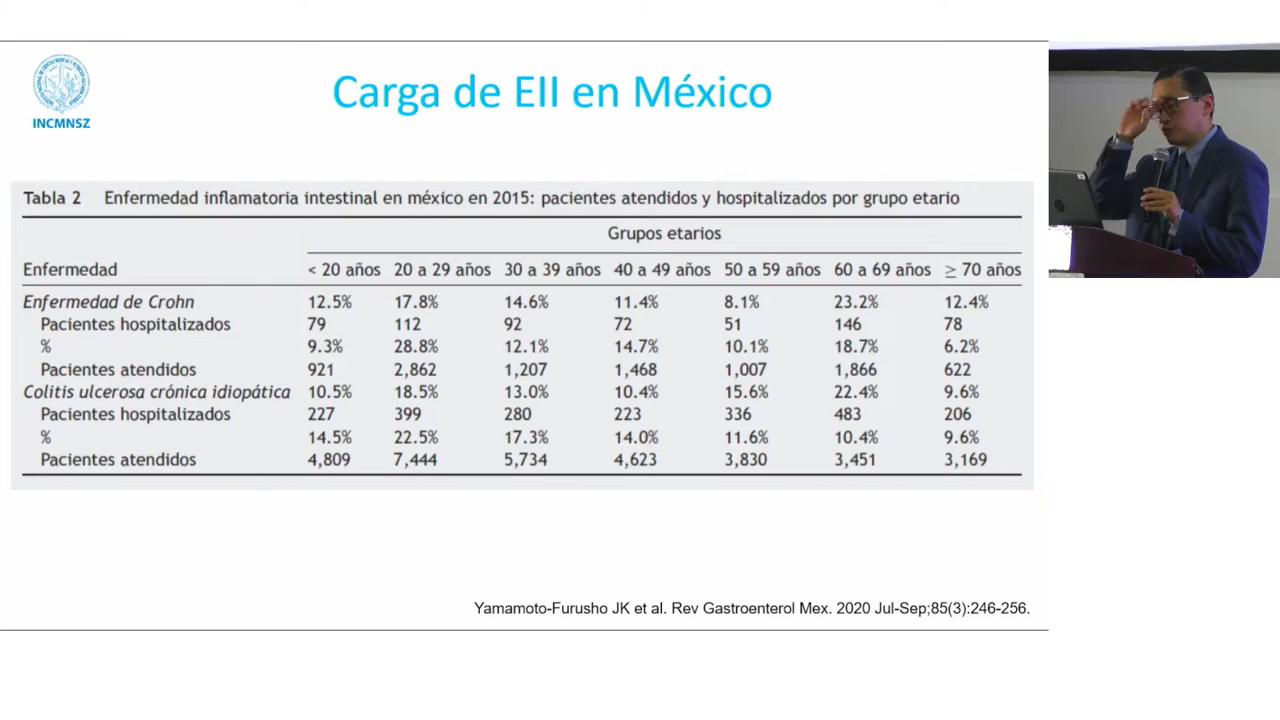 INCMNSZ
Carga de EII en México
Tabla 2 Enfermedad inflamatoria intestinal en méxico en 2015: pacientes atendidos y hospitalizados por grupo etario
Grupos etarios
Enfermedad < 20 años 20 a 29 años 30 a 39 años 40 a 49 años 50 a 59 años 60 a 69 años ≥ 70 años
Enfermedad de Crohn 12.5% 17.8% 14.6% 11.4% 8.1% 23.2% 12.4%
Pacientes hospitalizados 79 112 92 72 51 146 78
% 9.3% 28.8% 12.1% 14.7% 10.1% 18.7% 6.2%
Pacientes atendidos 921 2,862 1,207 1,468 1,007 1,866 622
Colitis ulcerosa crónica idiopática 10.5% 18.5% 13.0% 10.4% 15.6% 22.4% 9.6%
Pacientes hospitalizados 227 399 280 223 336 483 206
% 14.5% 22.5% 17.3% 14.0% 11.6% 10.4% 9.6%
Pacientes atendidos 4,809 7,444 5,734 4,623 3,830 3,451 3,169
Yamamoto-Furusho JK et al. Rev Gastroenterol Mex. 2020 Jul-Sep;85(3):246-256.